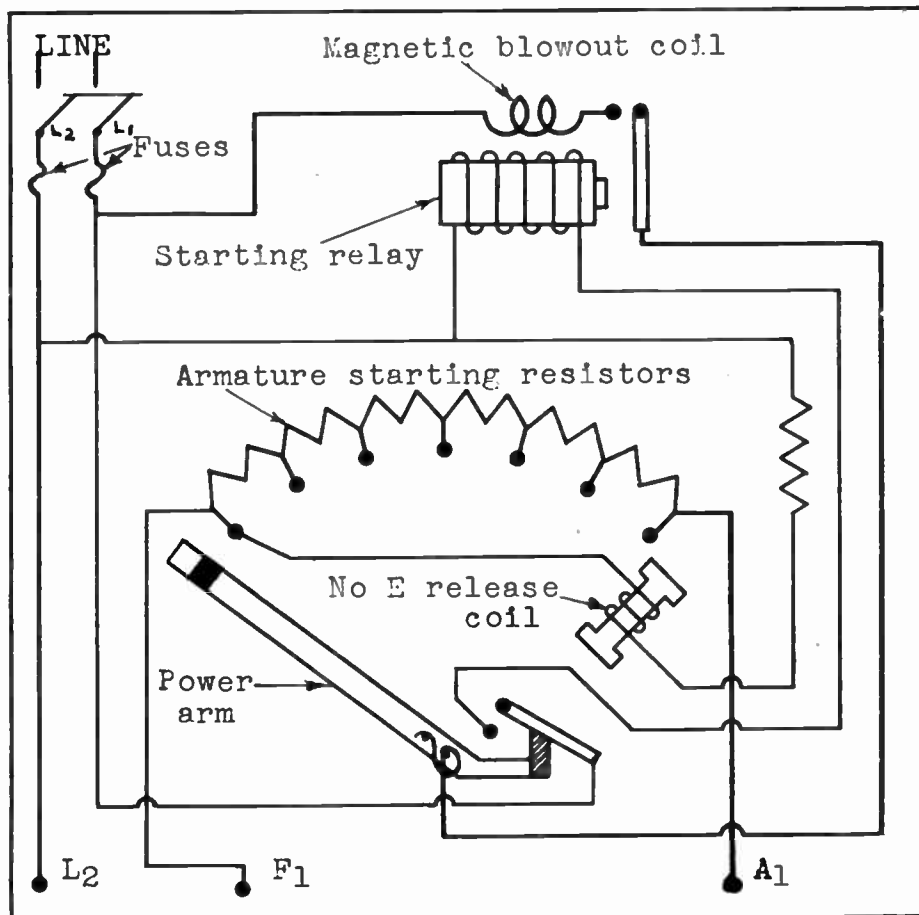 LINE
Magnetic blowout coil
L2 L1
Fuses
Starting relay
Armature starting resistors
No E release
coil
Power
arm
L2
F1
A1